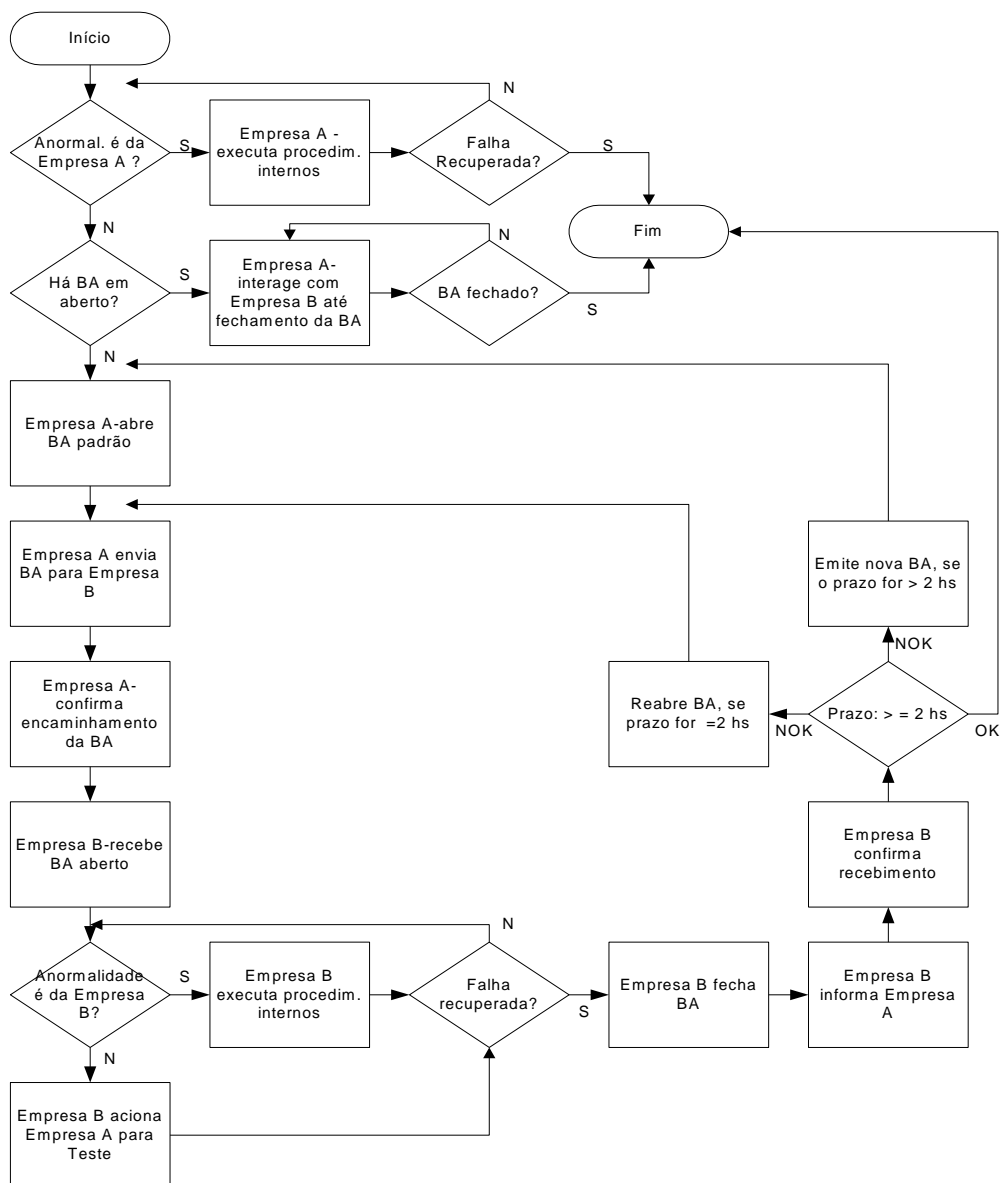 Início
N
Anormal. é da
Empresa A ?
S
Empresa A -
executa procedim.
internos
Falha
Recuperada?
S
N
Fim
Há BA em
aberto?
S
Empresa A-
interage com
Empresa B até
fechamento da BA
N
BA fechado?
S
N
Empresa A-abre
BA padrão
Empresa A envia
BA para Empresa
B
Emite nova BA, se
o prazo for > 2 hs
NOK
Empresa A-
confirma
encaminhamento
da BA
Reabre BA, se
prazo for =2 hs
NOK
Prazo: > = 2 hs
OK
Empresa B-recebe
BA aberto
Empresa B
confirma
recebimento
N
Anormalidade
é da Empresa
B?
S
Empresa B
executa procedim.
internos
Falha
recuperada?
S
Empresa B fecha
BA
Empresa B
informa Empresa
A
N
Empresa B aciona
Empresa A para
Teste